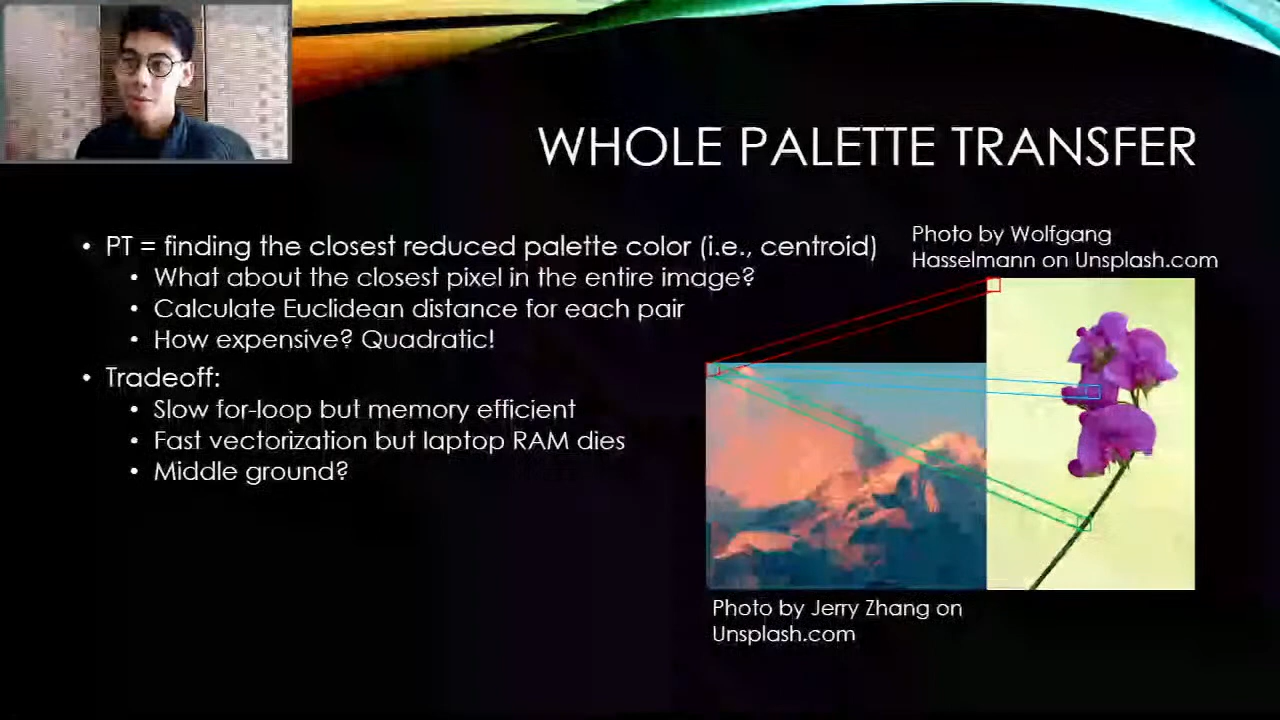 WHOLE PALETTE TRANSFER
• PT = finding the closest reduced palette color (i.e., centroid)
• What about the closest pixel in the entire image?
• Calculate Euclidean distance for each pair
• How expensive? Quadratic!
• Tradeoff:
• Slow for-loop but memory efficient
• Fast vectorization but laptop RAM dies
• Middle ground?
Photo by Wolfgang
Hasselmann on Unsplash.com
Photo by Jerry Zhang on
Unsplash.com